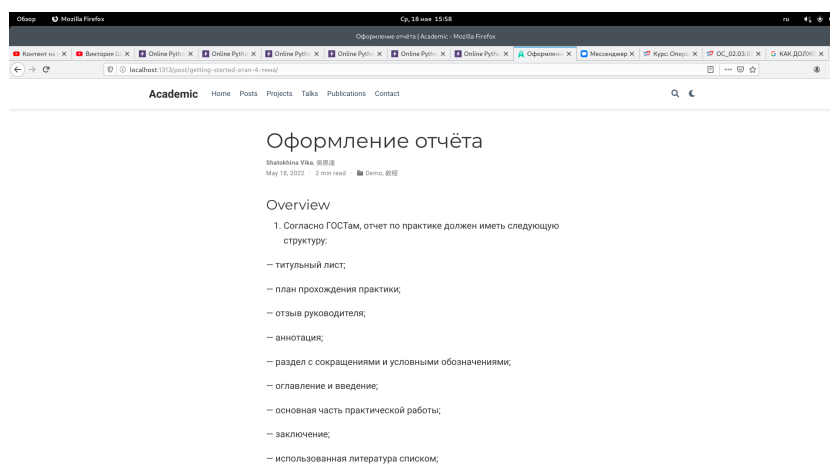 Обзор Mozilla Firefox Ср, 18 мая 15:58 ru
Оформление отчёта | Academic - Mozilla Firefox
Контент на Виктория Ш Online Pytho Online Pytho Online Pytho Online Pytho Online Pytho Online Pytho Оформлени Мессенджер Курс: Опера ОС_02.03.0 G КАК ДОЛЖ
localhost:1313/post/getting-started-этап-4-тема/
Academic Home Posts Projects Talks Publications Contact
Оформление отчёта
Shatokhina Vika, 吳恩達
May 18, 2022 · 2 min read · Demo, 教程
Overview
1. Согласно ГОСТам, отчет по практике должен иметь следующую
структуру:
— титульный лист;
— план прохождения практики;
— отзыв руководителя;
— аннотация;
— раздел с сокращениями и условными обозначениями;
— оглавление и введение;
— основная часть практической работы;
— заключение;
— использованная литература списком;